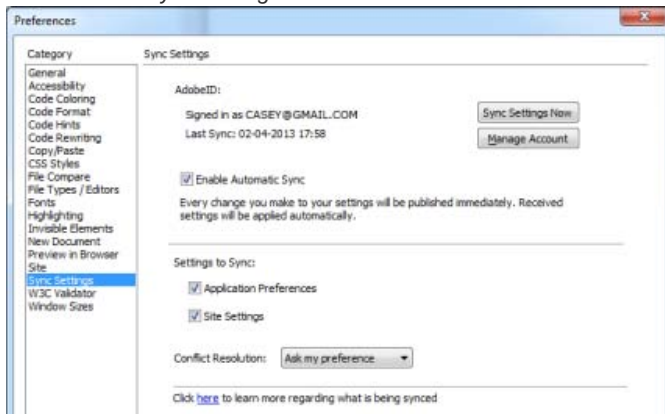 Preferences
Category
General
Accessibility
Code Coloring
Code Format
Code Hints
Code Rewriting
Copy/Paste
CSS Styles
File Compare
File Types / Editors
Fonts
Highlighting
Invisible Elements
New Document
Preview in Browser
Site
Sync Settings
W3C Validator
Window Sizes
Sync Settings
AdobeID:
Signed in as CASEY@GMAIL.COM
Sync Settings Now
Last Sync: 02-04-2013 17:58
Manage Account
Enable Automatic Sync
Every change you make to your settings will be published immediately. Received
settings will be applied automatically.
Settings to Sync:
Application Preferences
Site Settings
Conflict Resolution: Ask my preference
Click here to learn more regarding what is being synced